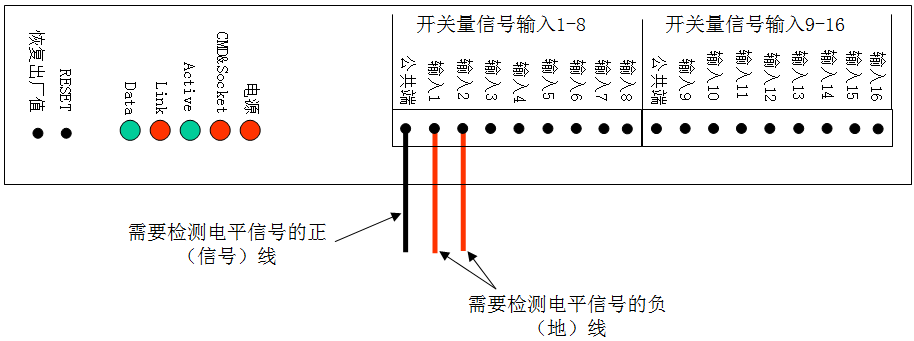 开关量信号输入1-8
开关量信号输入9-16
恢复出厂值
RESET
Data
Link
Active
CMD&Socket
电源
公共端
输入1
输入2
输入3
输入4
输入5
输入6
输入7
输入8
公共端
输入9
输入10
输入11
输入12
输入13
输入14
输入15
输入16
需要检测电平信号的正
（信号）线
需要检测电平信号的负
（地）线